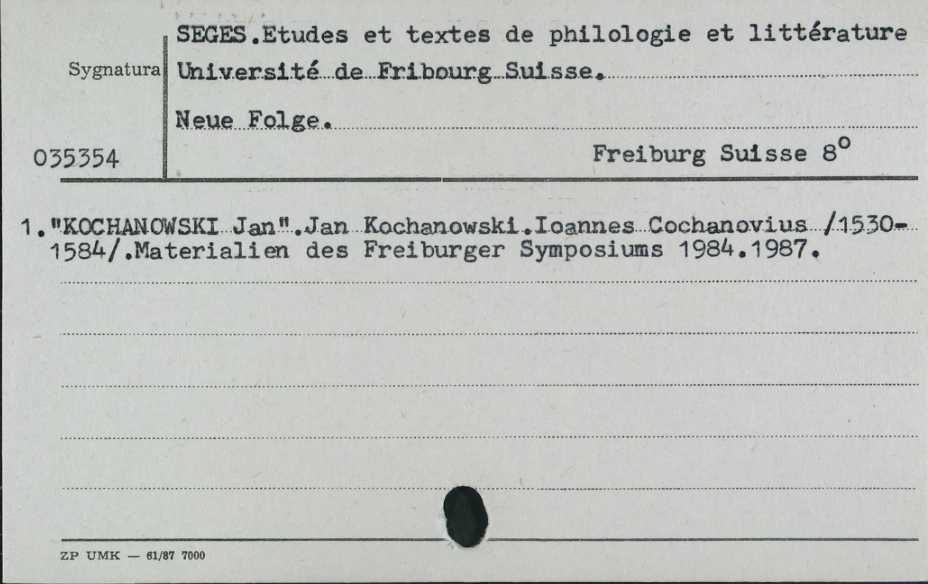 SEGES.Etudes et textes de philologie et littérature
Sygnatura
Université de Fribourg Suisse.
Neue Folge.
035354
Freiburg Suisse 8º
1."KOCHANOWSKI Jan".Jan Kochanowski.Ioannes Cochanovius /1530-
1584/.Materialien des Freiburger Symposiums 1984.1987.
ZP UMK — 61/87 7000